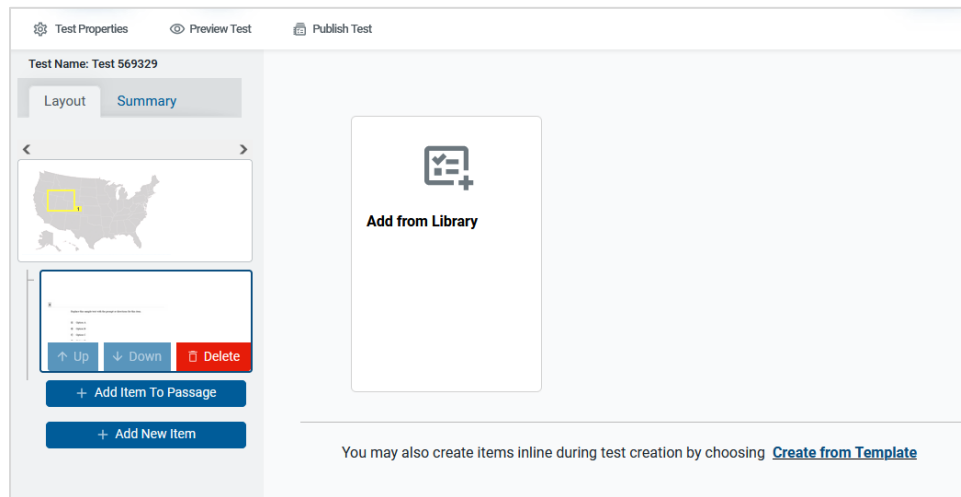 Test Properties Preview Test Publish Test
Test Name: Test 569329
Layout Summary
Add from Library
Up Down Delete
+ Add Item To Passage
+ Add New Item
You may also create items inline during test creation by choosing Create from Template